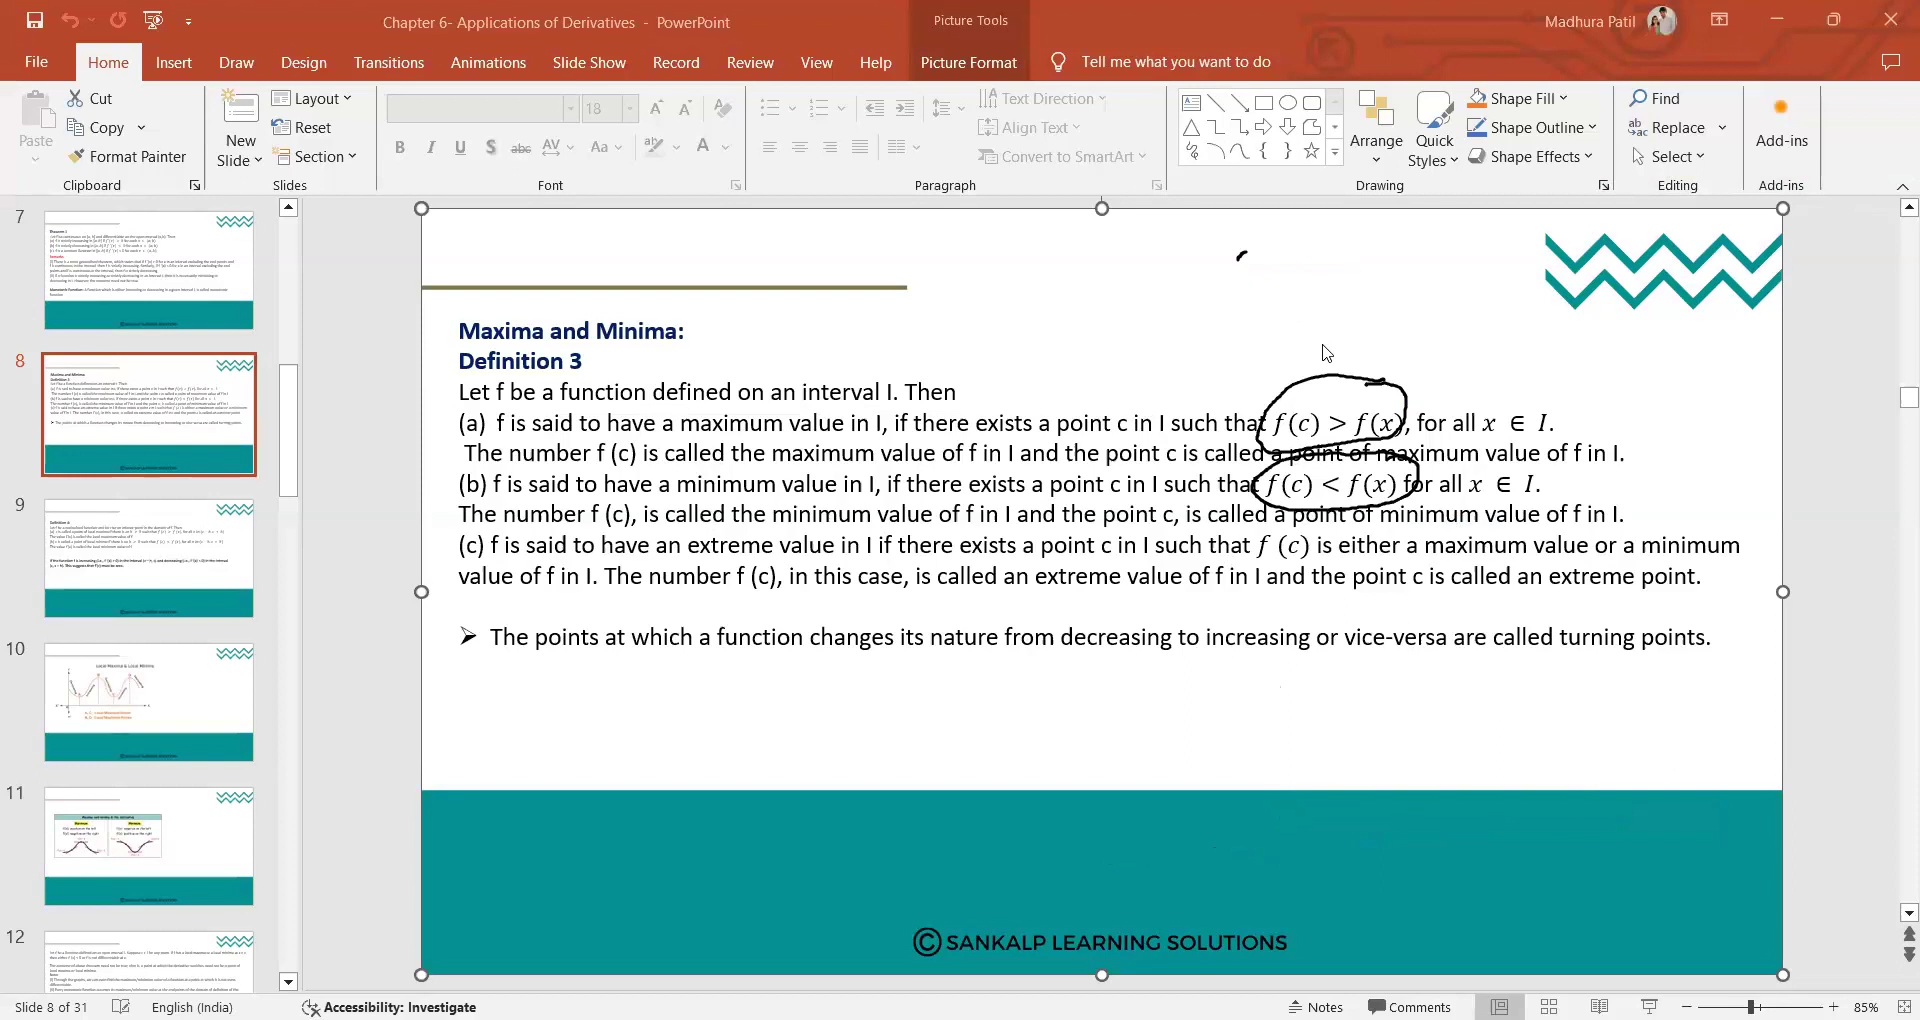 Chapter 6- Applications of Derivatives - PowerPoint
Picture Tools
Madhura Patil
File Home Insert Draw Design Transitions Animations Slide Show Record Review View Help Picture Format Tell me what you want to do
Paste
Cut
Copy
Format Painter
Clipboard
New Slide
Layout
Reset
Section
Slides
18
B I U S abc AV Aa A
Font
Text Direction
Align Text
Convert to SmartArt
Paragraph
Arrange
Quick Styles
Shape Fill
Shape Outline
Shape Effects
Drawing
Find
Replace
Select
Editing
Add-ins
Add-ins
7
8
9
10
11
12
Maxima and Minima:
Definition 3
Let f be a function defined on an interval I. Then
(a) f is said to have a maximum value in I, if there exists a point c in I such that f(c) > f(x), for all x ∈ I.
The number f (c) is called the maximum value of f in I and the point c is called a point of maximum value of f in I.
(b) f is said to have a minimum value in I, if there exists a point c in I such that f(c) < f(x) for all x ∈ I.
The number f (c), is called the minimum value of f in I and the point c, is called a point of minimum value of f in I.
(c) f is said to have an extreme value in I if there exists a point c in I such that f (c) is either a maximum value or a minimum
value of f in I. The number f (c), in this case, is called an extreme value of f in I and the point c is called an extreme point.
➤ The points at which a function changes its nature from decreasing to increasing or vice-versa are called turning points.
© SANKALP LEARNING SOLUTIONS
Slide 8 of 31 English (India) Accessibility: Investigate Notes Comments 85%